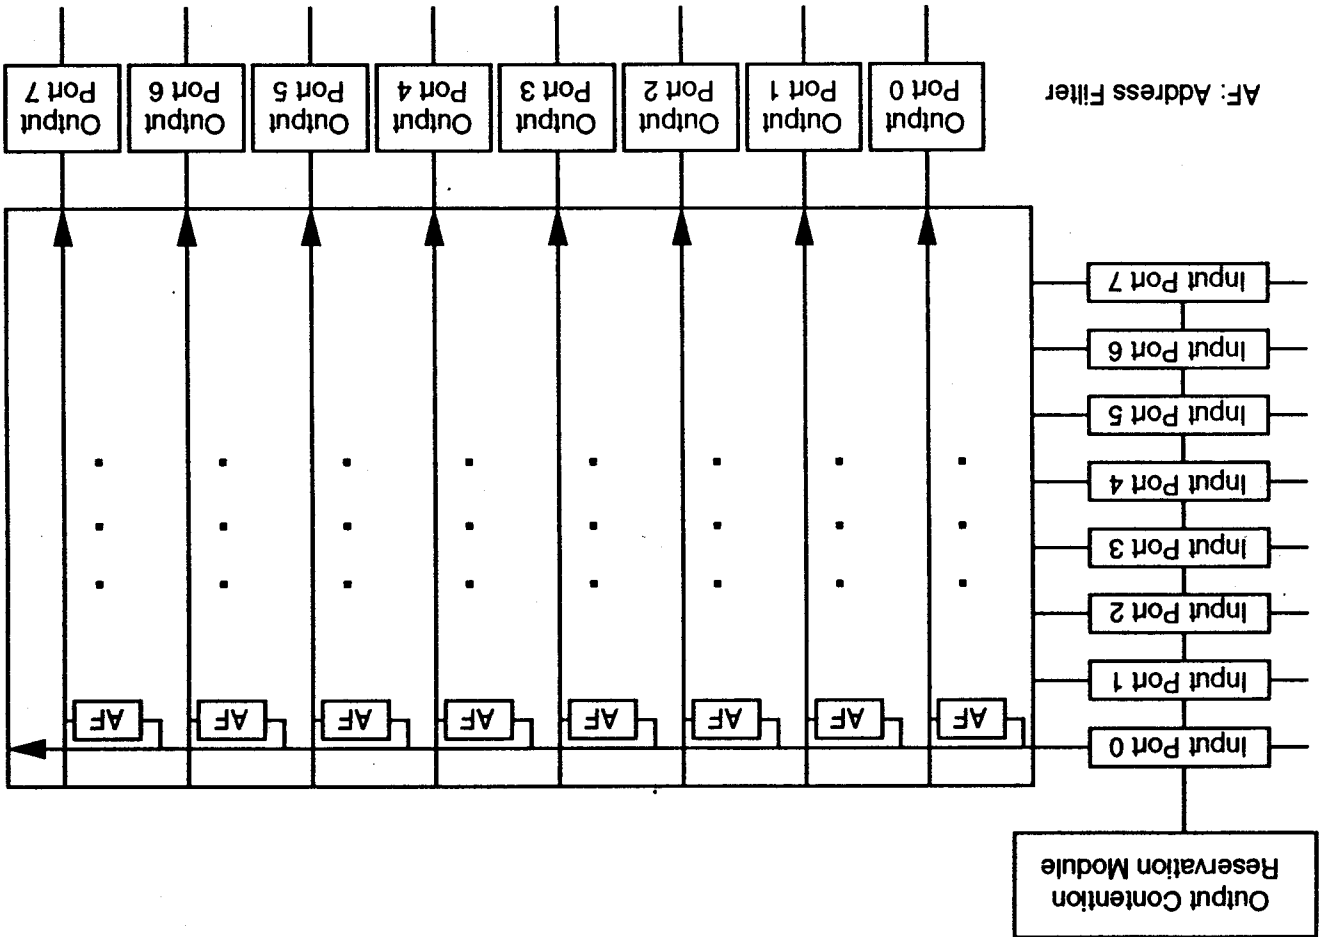 Output Contention
Reservation Module
Input Port 0
Input Port 1
Input Port 2
Input Port 3
Input Port 4
Input Port 5
Input Port 6
Input Port 7
AF
AF
AF
AF
AF
AF
AF
AF
AF: Address Filter
Output
Port 0
Output
Port 1
Output
Port 2
Output
Port 3
Output
Port 4
Output
Port 5
Output
Port 6
Output
Port 7